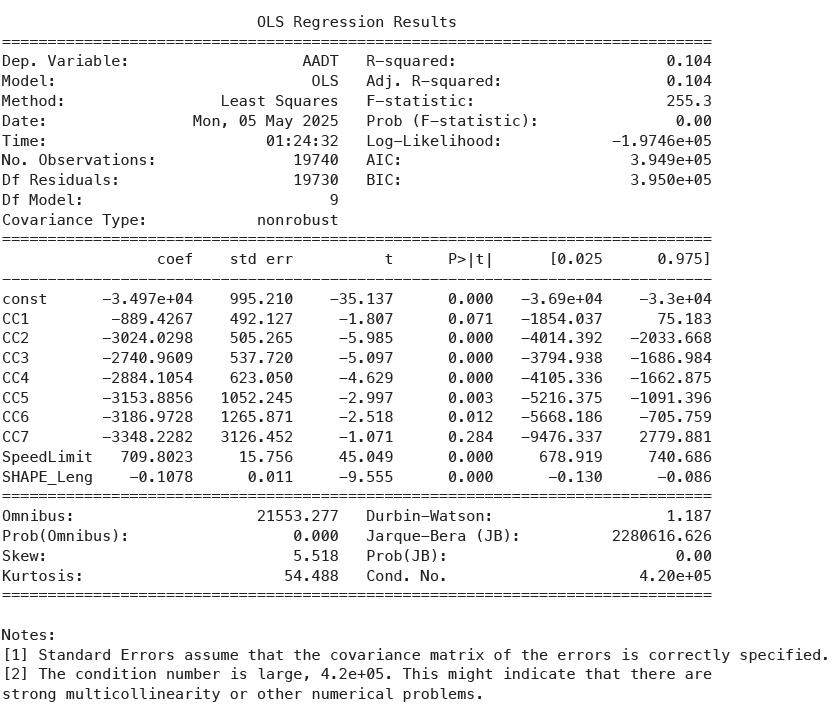 OLS Regression Results
==============================================================================
Dep. Variable:                   AADT   R-squared:                       0.104
Model:                            OLS   Adj. R-squared:                  0.104
Method:                 Least Squares   F-statistic:                     255.3
Date:                Mon, 05 May 2025   Prob (F-statistic):               0.00
Time:                        01:24:32   Log-Likelihood:            -1.9746e+05
No. Observations:               19740   AIC:                         3.949e+05
Df Residuals:                   19730   BIC:                         3.950e+05
Df Model:                           9
Covariance Type:            nonrobust
==============================================================================
                 coef    std err          t      P>|t|      [0.025      0.975]
------------------------------------------------------------------------------
const      -3.497e+04    995.210    -35.137      0.000   -3.69e+04    -3.3e+04
CC1         -889.4267    492.127     -1.807      0.071   -1854.037      75.183
CC2        -3024.0298    505.265     -5.985      0.000   -4014.392   -2033.668
CC3        -2740.9609    537.720     -5.097      0.000   -3794.938   -1686.984
CC4        -2884.1054    623.050     -4.629      0.000   -4105.336   -1662.875
CC5        -3153.8856   1052.245     -2.997      0.003   -5216.375   -1091.396
CC6        -3186.9728   1265.871     -2.518      0.012   -5668.186    -705.759
CC7        -3348.2282   3126.452     -1.071      0.284   -9476.337    2779.881
SpeedLimit   709.8023     15.756     45.049      0.000     678.919     740.686
SHAPE_Leng    -0.1078      0.011     -9.555      0.000      -0.130      -0.086
==============================================================================
Omnibus:                    21553.277   Durbin-Watson:                   1.187
Prob(Omnibus):                  0.000   Jarque-Bera (JB):          2280616.626
Skew:                           5.518   Prob(JB):                         0.00
Kurtosis:                      54.488   Cond. No.                     4.20e+05
==============================================================================

Notes:
[1] Standard Errors assume that the covariance matrix of the errors is correctly specified.
[2] The condition number is large, 4.2e+05. This might indicate that there are
strong multicollinearity or other numerical problems.